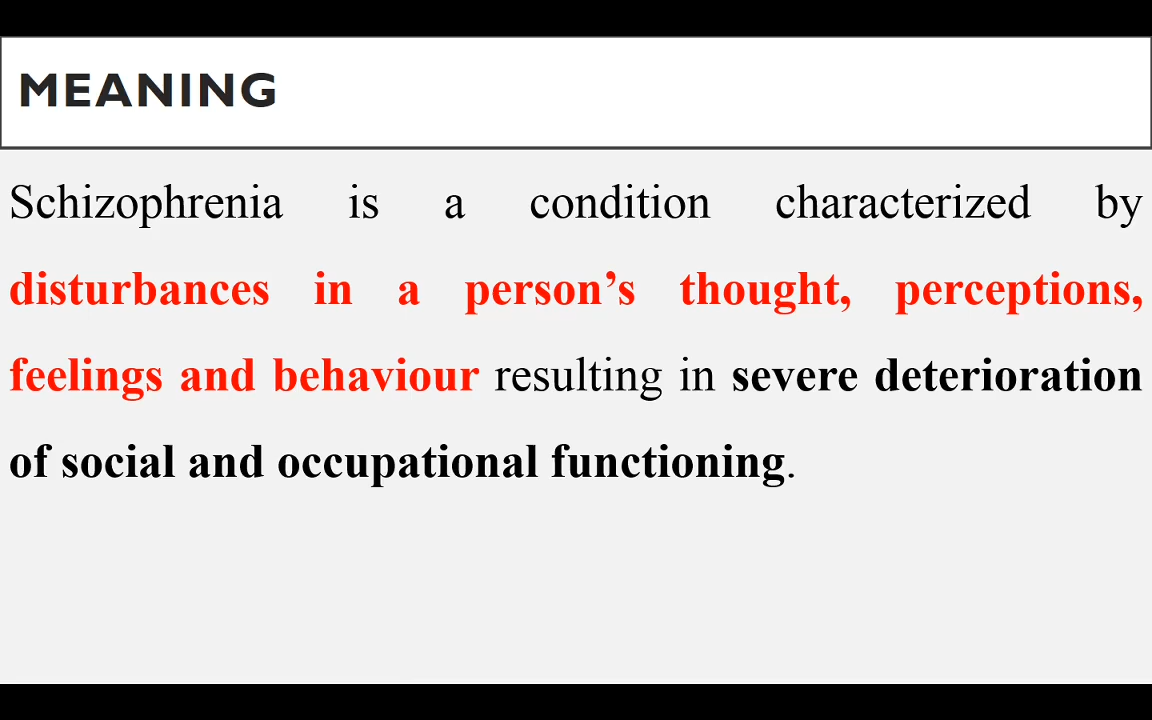 MEANING
Schizophrenia is a condition characterized by
disturbances in a person’s thought, perceptions,
feelings and behaviour resulting in severe deterioration
of social and occupational functioning.